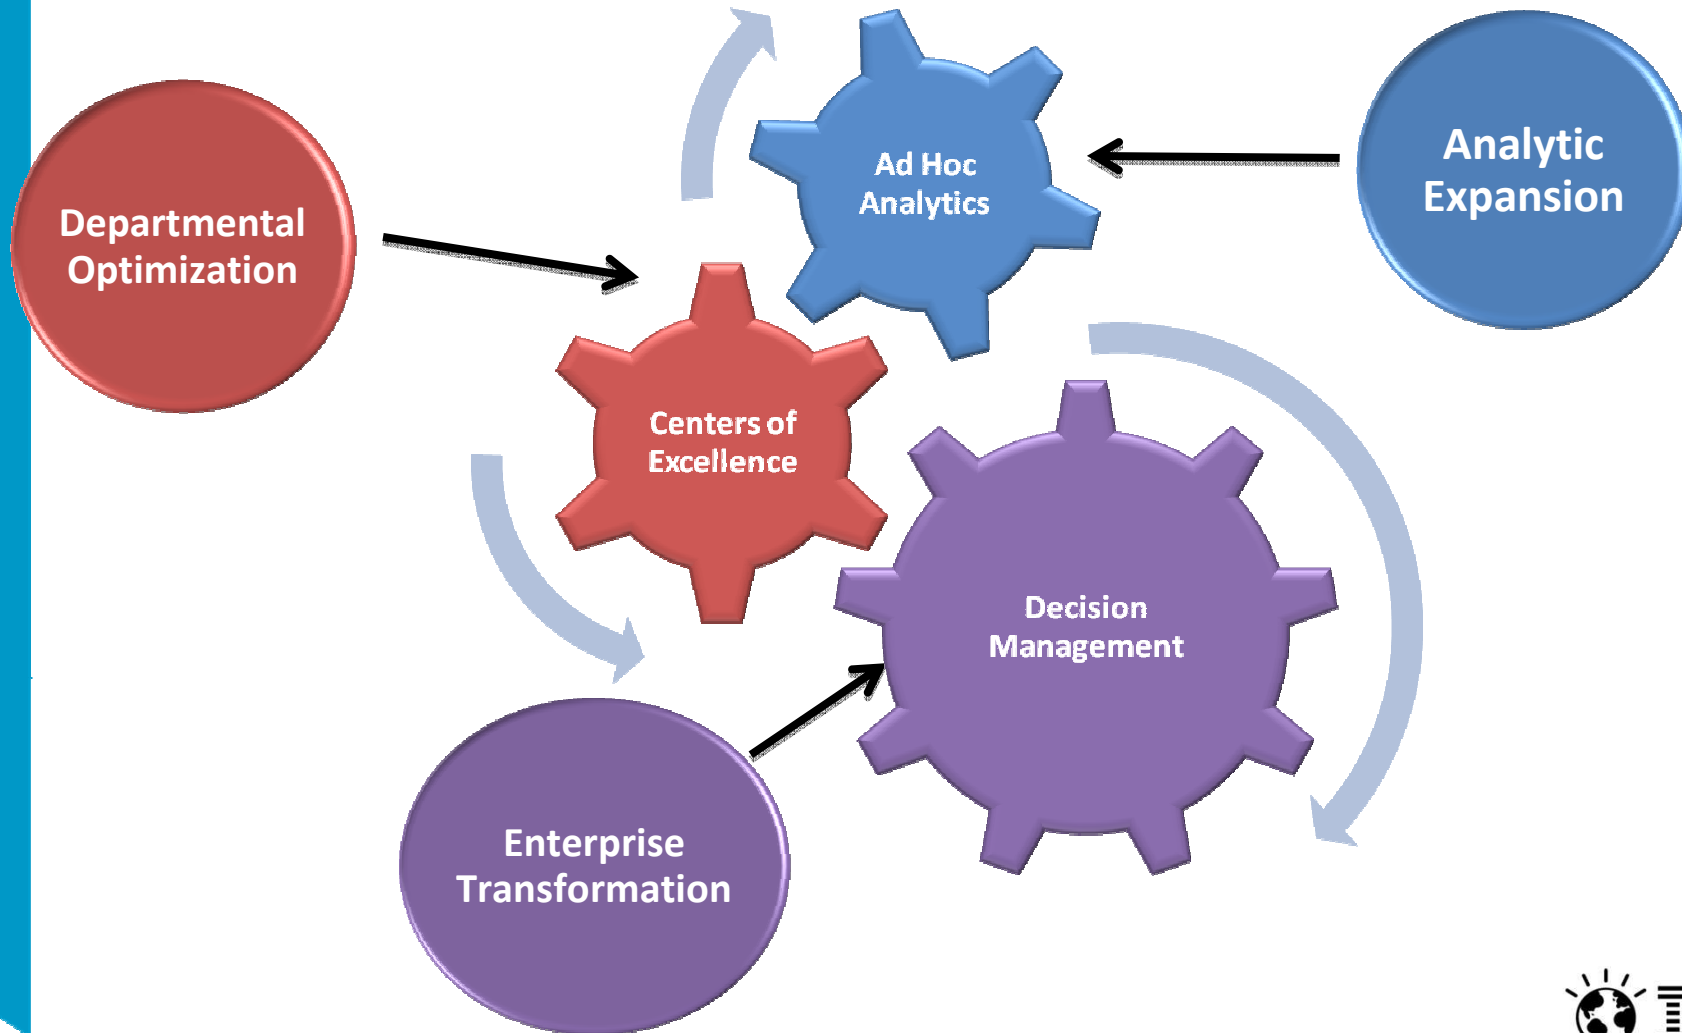 Departmental
Optimization
Ad Hoc
Analytics
Analytic
Expansion
Centers of
Excellence
Decision
Management
Enterprise
Transformation